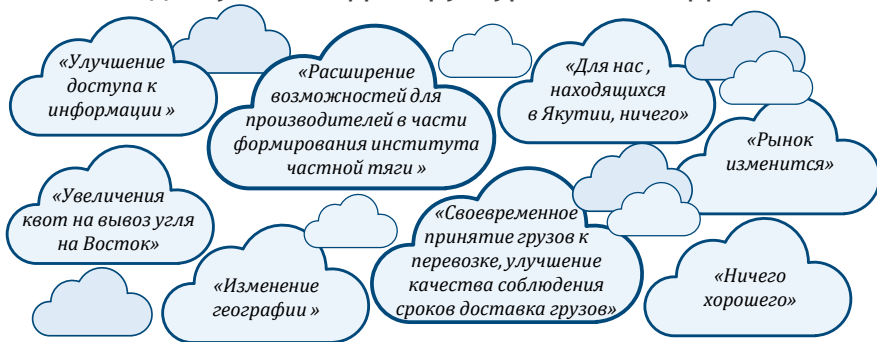 «Улучшение
доступа к
информации »
«Расширение
возможностей для
производителей в части
формирования института
частной тяги »
«Для нас ,
находящихся
в Якутии, ничего»
«Рынок
изменится»
«Увеличения
квот на вывоз угля
на Восток»
«Изменение
географии »
«Своевременное
принятие грузов к
перевозке, улучшение
качества соблюдения
сроков доставка грузов»
«Ничего
хорошего»